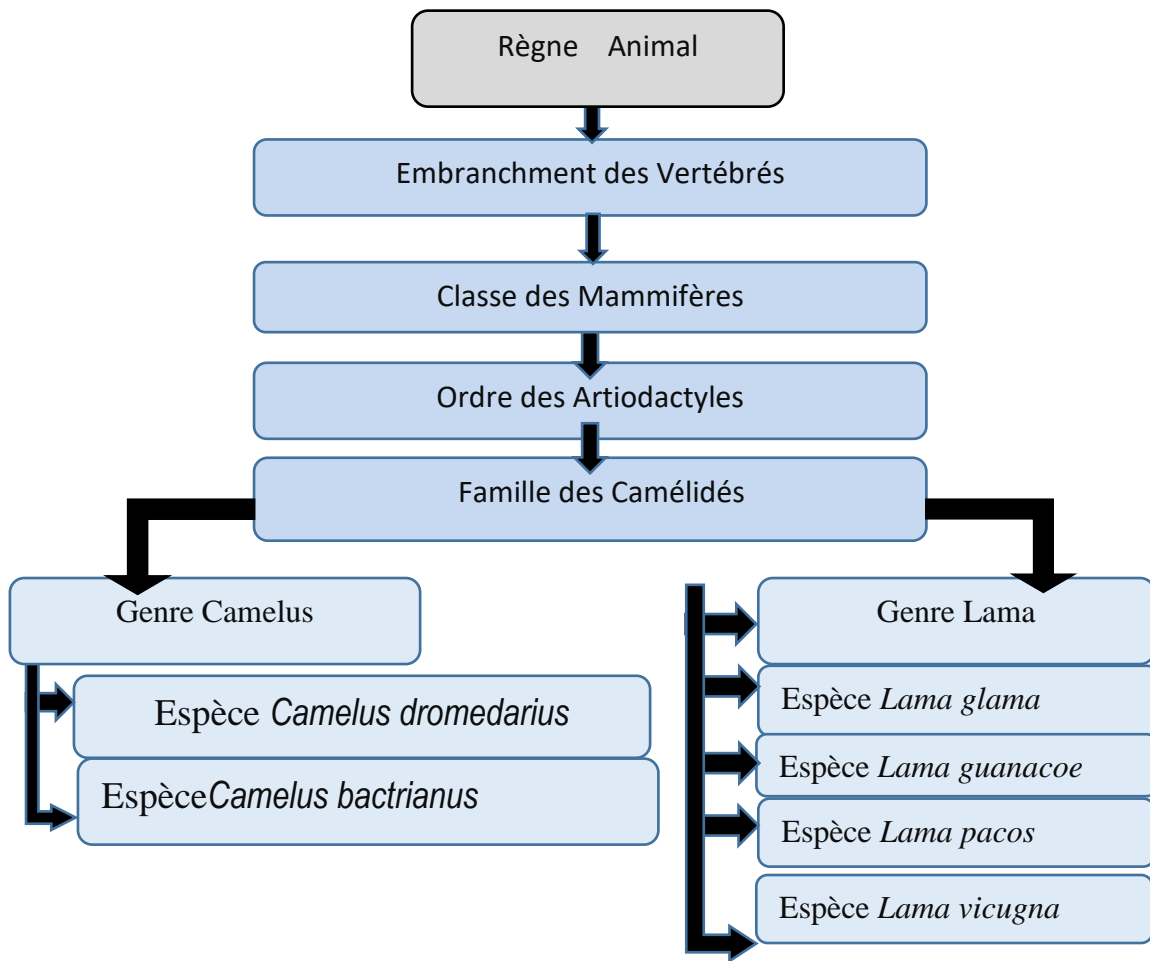 Règne Animal
Embranchment des Vertébrés
Classe des Mammifères
Ordre des Artiodactyles
Famille des Camélidés
Genre Camelus
Espèce Camelus dromedarius
EspèceCamelus bactrianus
Genre Lama
Espèce Lama glama
Espèce Lama guanacoe
Espèce Lama pacos
Espèce Lama vicugna